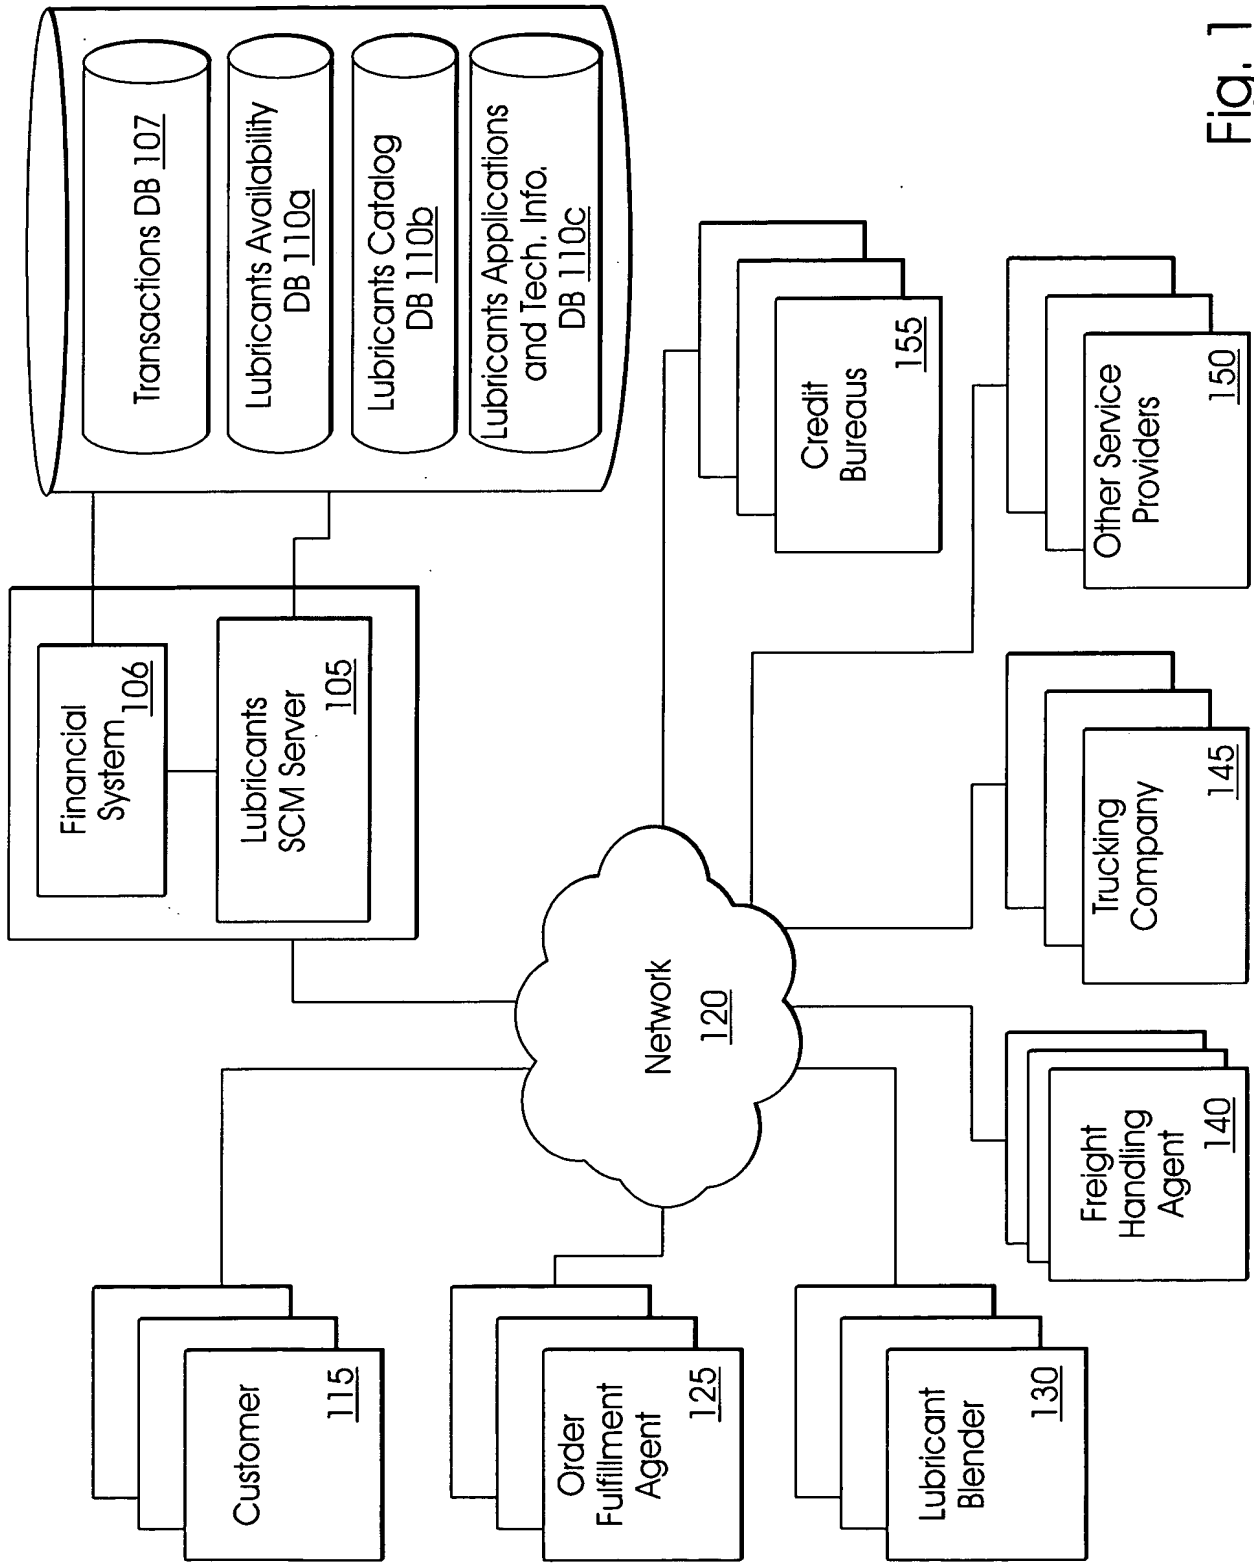 Customer
115
Order
Fulfillment
Agent
125
Lubricant
Blender
130
Network
120
Freight
Handling
Agent
140
Trucking
Company
145
Other Service
Providers
150
Credit
Bureaus
155
Financial
System
106
Lubricants
SCM Server
105
Transactions DB 107
Lubricants Availability
DB 110a
Lubricants Catalog
DB 110b
Lubricants Applications
and Tech. Info.
DB 110c
Fig. 1